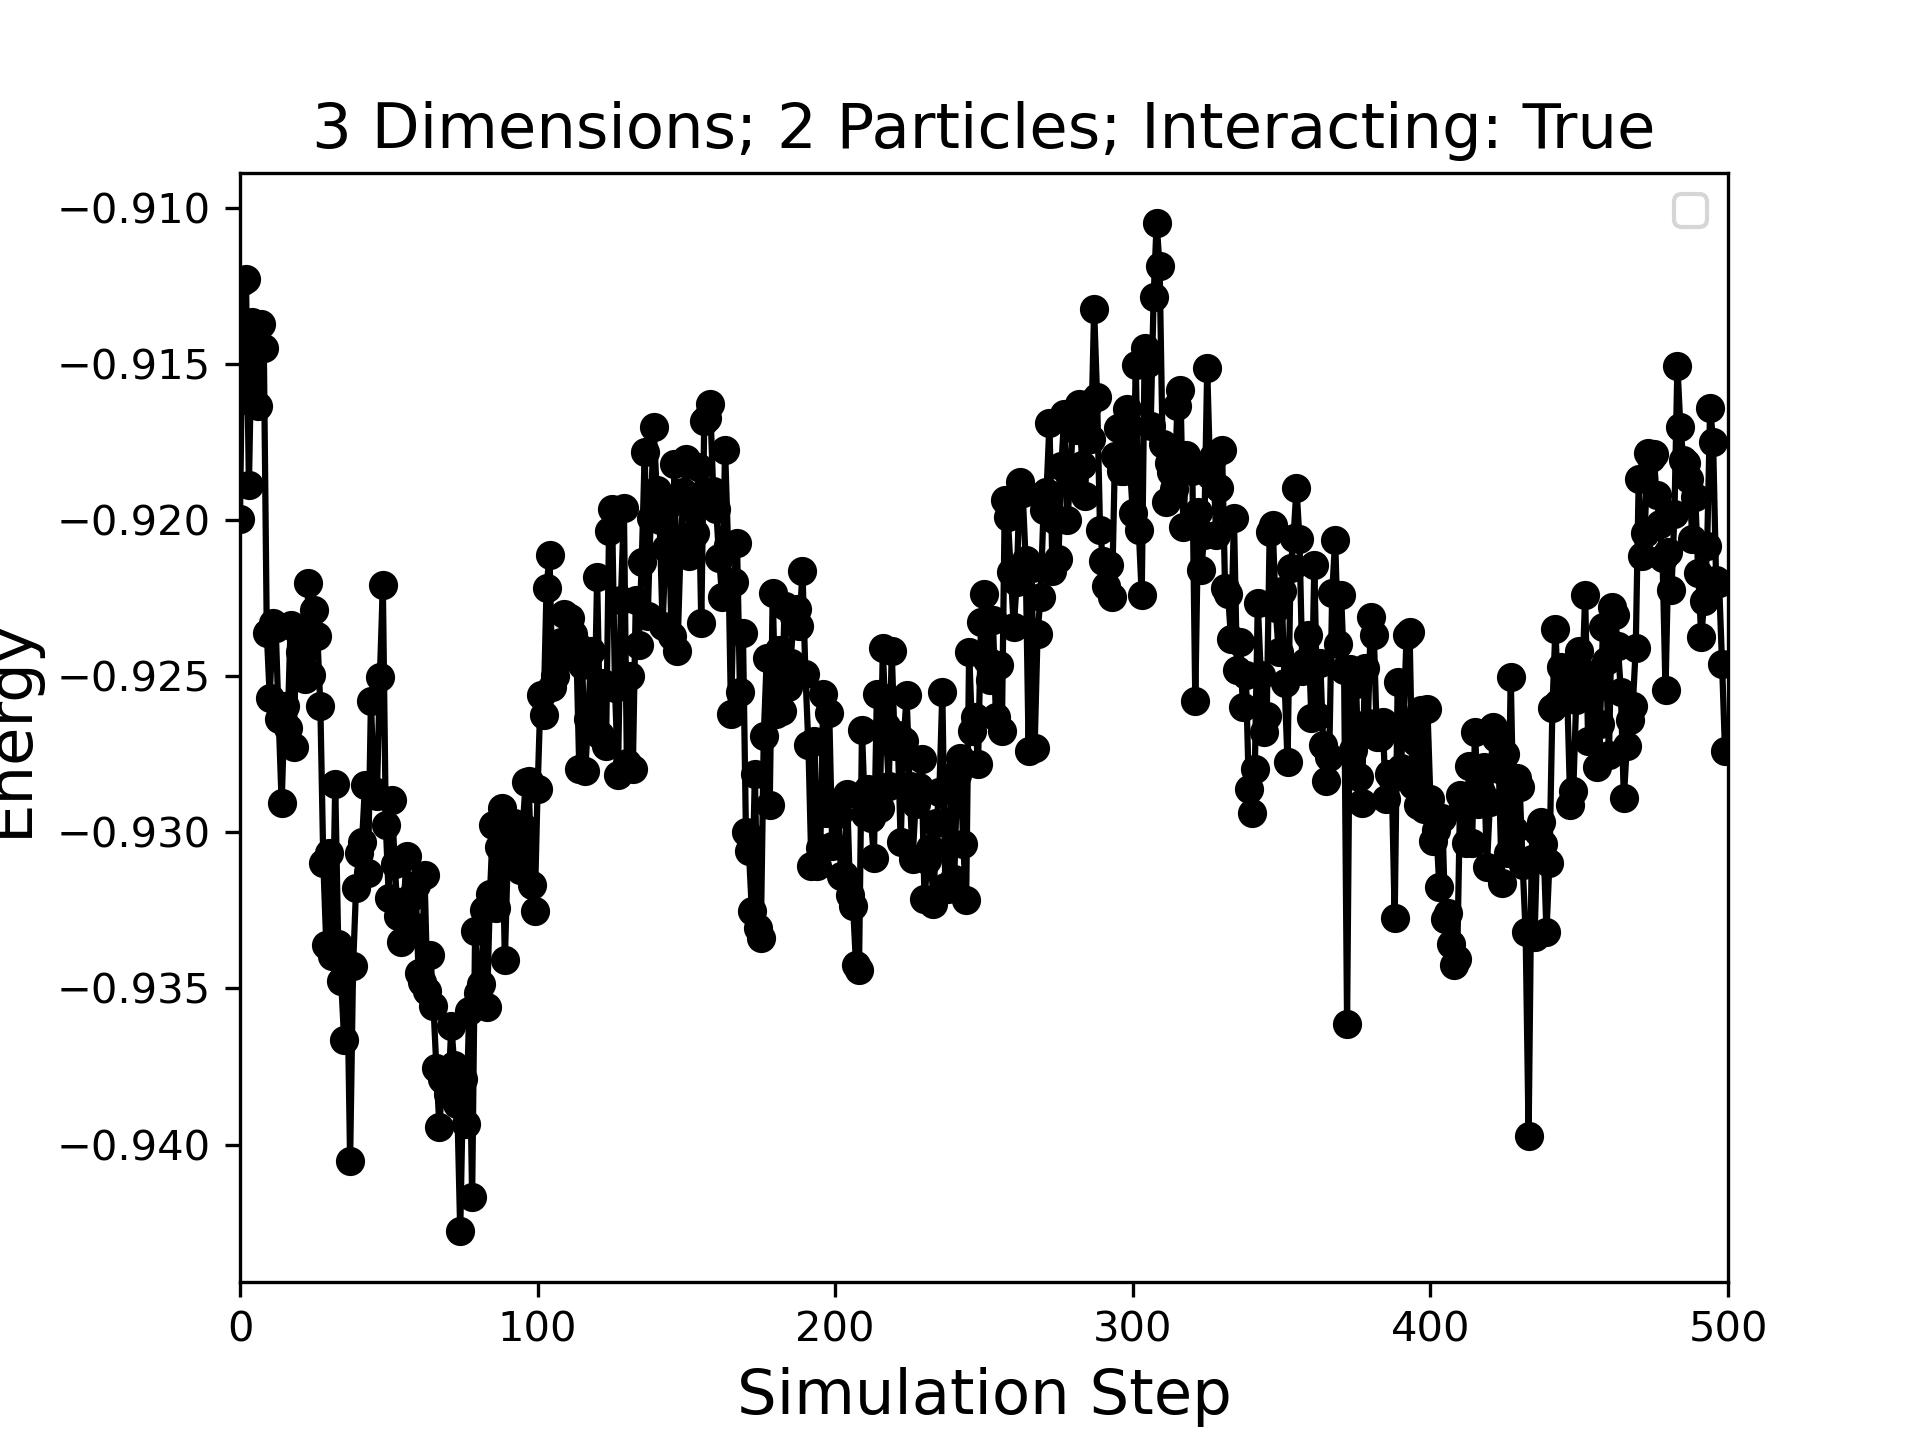 3 Dimensions; 2 Particles; Interacting: True
Energy
−0.910
−0.915
−0.920
−0.925
−0.930
−0.935
−0.940
0 100 200 300 400 500
Simulation Step